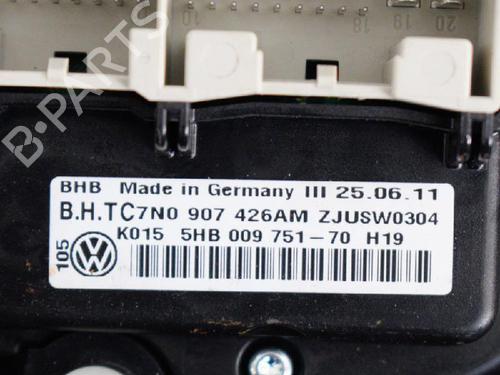 18
19
20
B-PARTS
BHB Made in Germany III 25.06.11
B.H.TC7N0 907 426AM ZJUSW0304
K015 5HB 009 751-70 H19
105